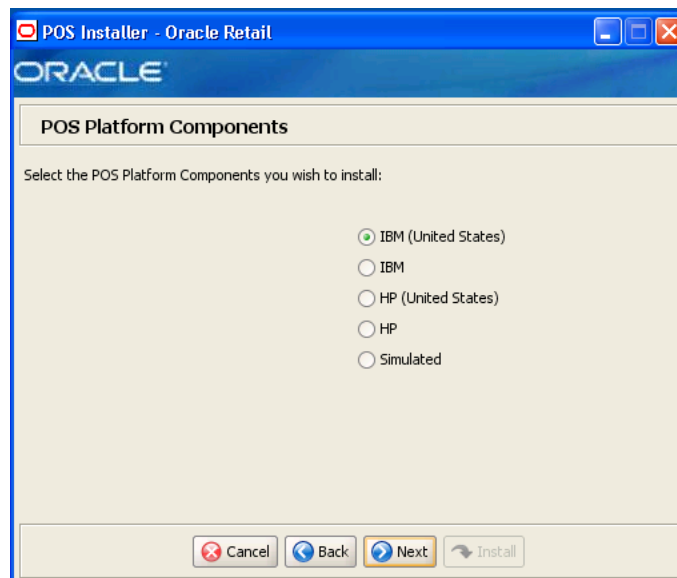 POS Installer - Oracle Retail
ORACLE
POS Platform Components
Select the POS Platform Components you wish to install:
IBM (United States)
IBM
HP (United States)
HP
Simulated
Cancel Back Next Install